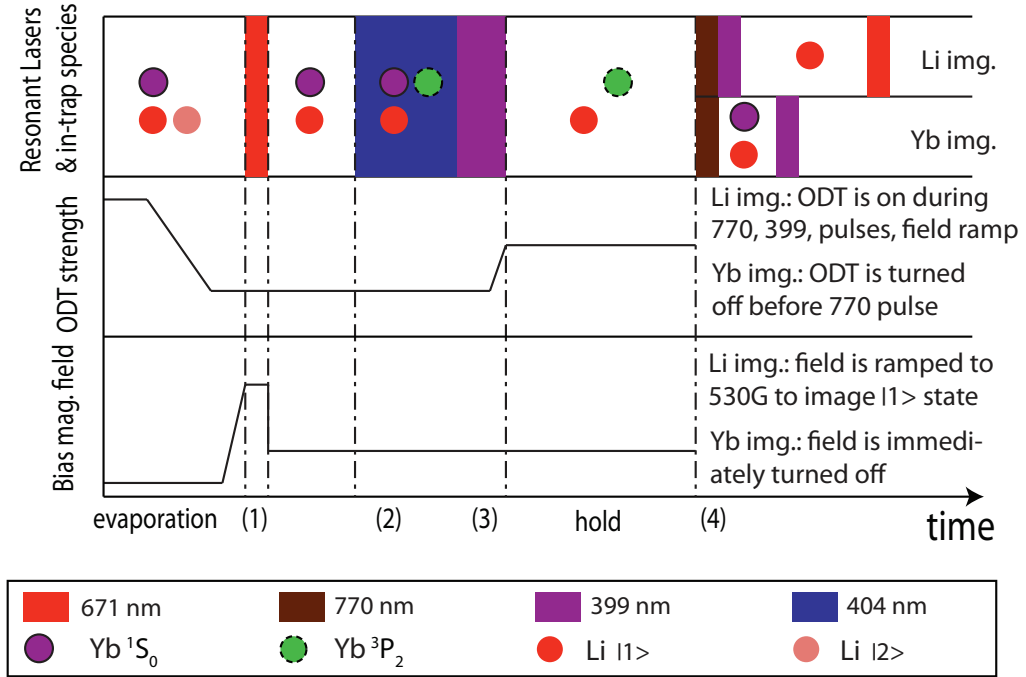 Resonant Lasers
& in-trap species
Li img.
Yb img.
ODT strength
Li img.: ODT is on during
770, 399, pulses, field ramp
Yb img.: ODT is turned
off before 770 pulse
Bias mag. field
Li img.: field is ramped to
530G to image |1> state
Yb img.: field is immedi-
ately turned off
evaporation (1) (2) (3) hold (4) time
671 nm 770 nm 399 nm 404 nm
Yb ¹S₀ Yb ³P₂ Li |1> Li |2>